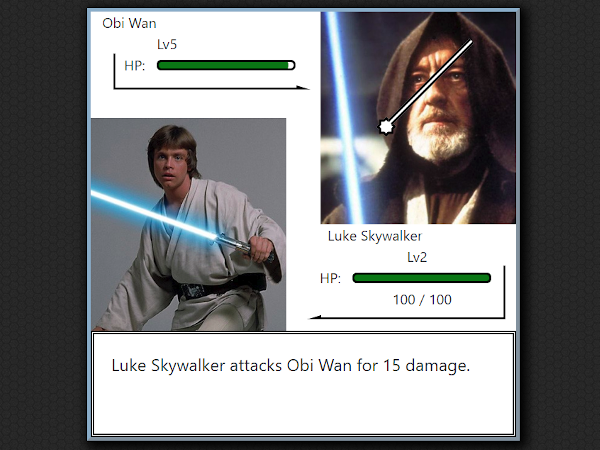 Obi Wan
Lv5
HP:
Luke Skywalker
Lv2
HP:
100 / 100
Luke Skywalker attacks Obi Wan for 15 damage.